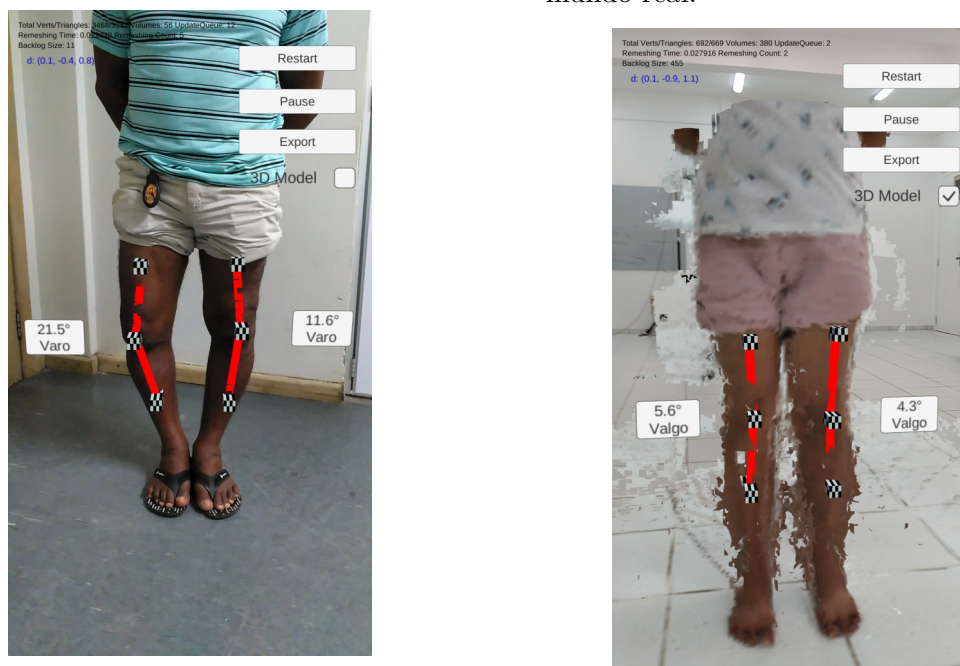 mundo real.
Total Verts/Triangles: Volumes: 56 UpdateQueue: 12
Remeshing Time: Remeshing Count: 5
Backlog Size: 11
d: (0.1, -0.4, 0.8)
Restart
Pause
Export
3D Model
21.5°
Varo
11.6°
Varo
Total Verts/Triangles: 692/669 Volumes: 380 UpdateQueue: 2
Remeshing Time: 0.027916 Remeshing Count: 2
Backlog Size: 455
d: (0.1, -0.9, 1.1)
Restart
Pause
Export
3D Model
5.6°
Valgo
4.3°
Valgo